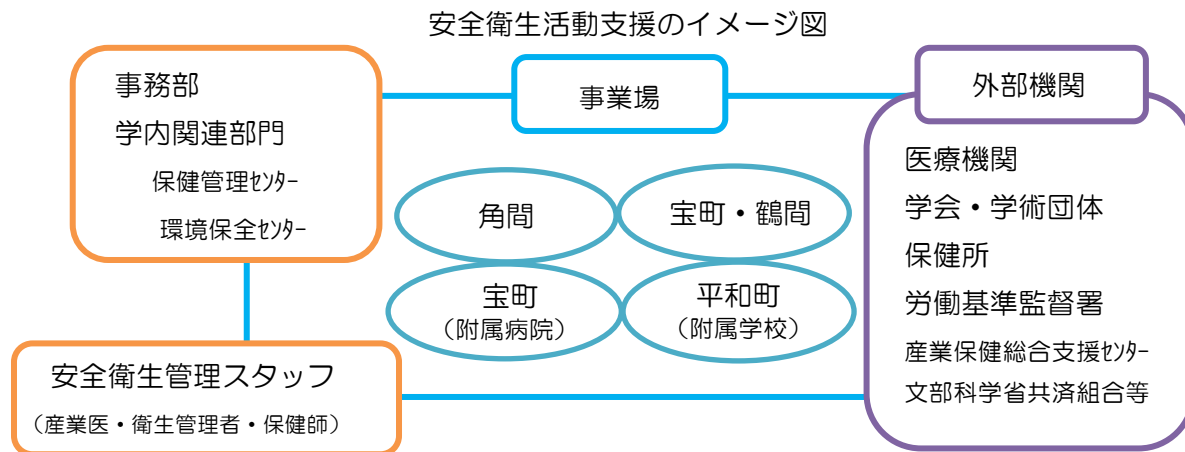 安全衛生活動支援のイメージ図
事務部
学内関連部門
保健管理ｾﾝﾀｰ
環境保全ｾﾝﾀｰ
事業場
外部機関
角間
宝町・鶴間
宝町
（附属病院）
平和町
（附属学校）
医療機関
学会・学術団体
保健所
労働基準監督署
産業保健総合支援ｾﾝﾀｰ
文部科学省共済組合等
安全衛生管理スタッフ
（産業医・衛生管理者・保健師）